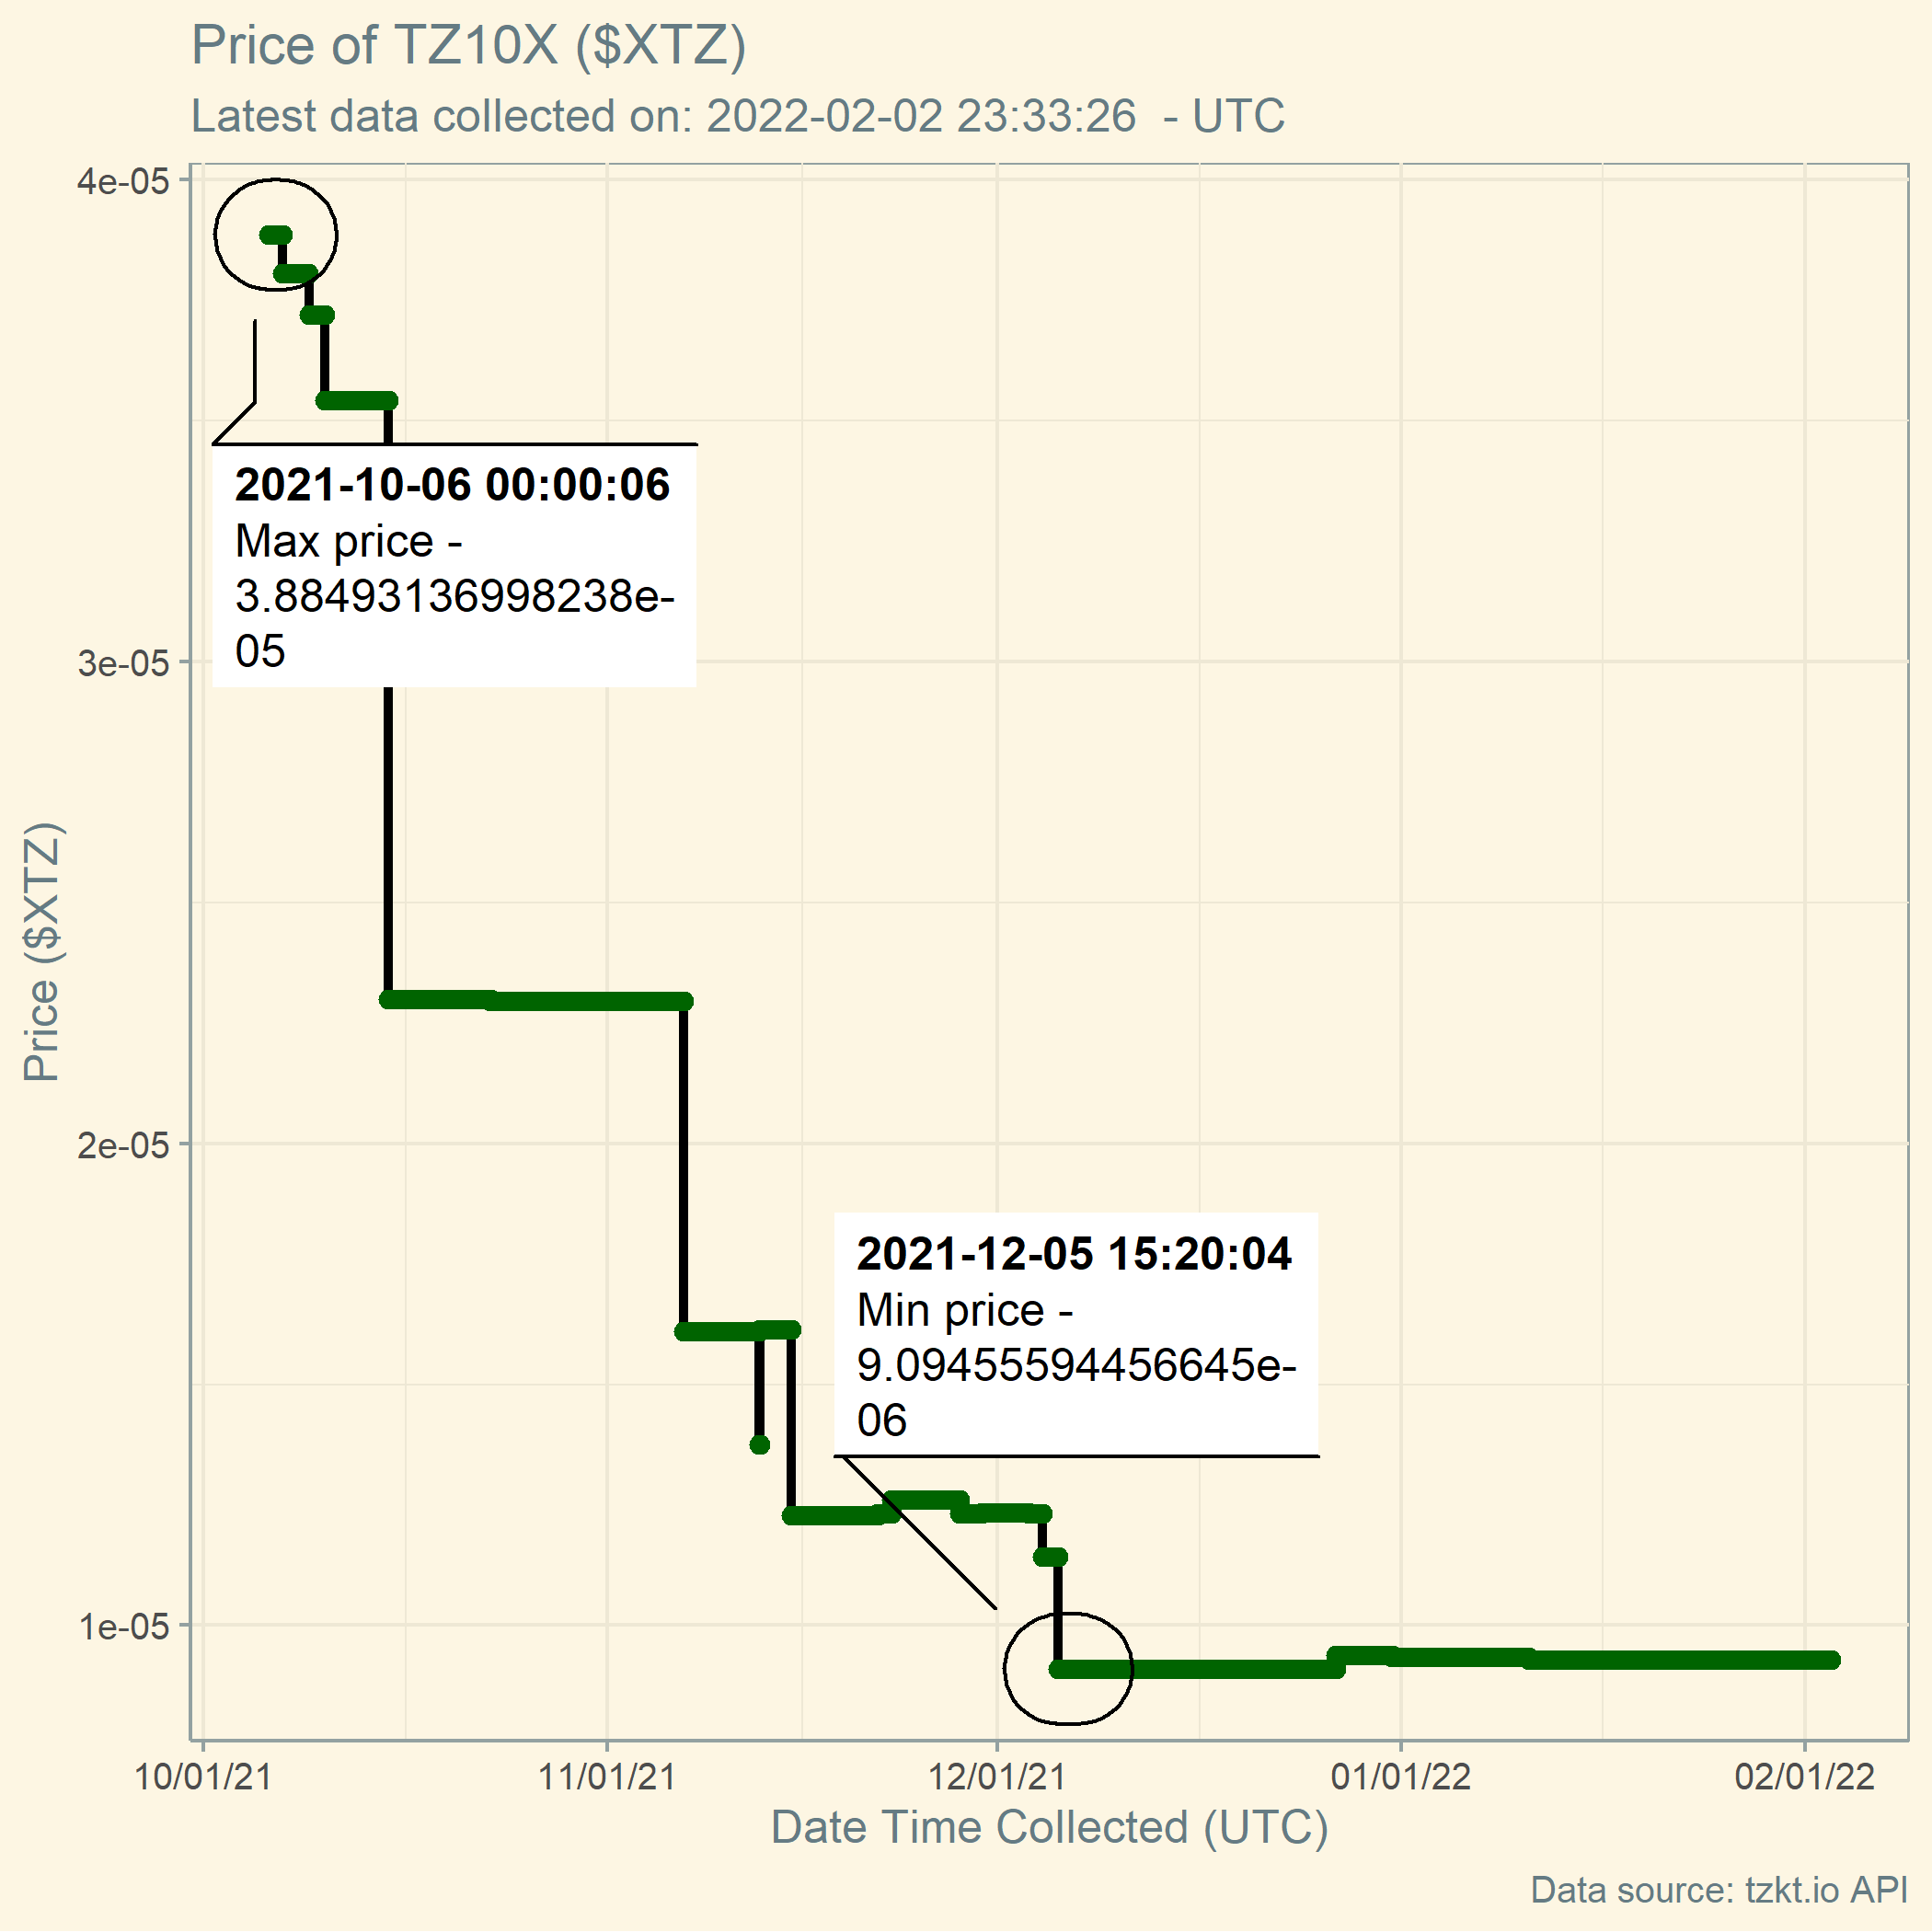 Price of TZ10X ($XTZ)
Latest data collected on: 2022-02-02 23:33:26  - UTC
4e-05
3e-05
2e-05
1e-05
Price ($XTZ)
2021-10-06 00:00:06
Max price -
3.88493136998238e-
05
2021-12-05 15:20:04
Min price -
9.09455594456645e-
06
10/01/21
11/01/21
12/01/21
01/01/22
02/01/22
Date Time Collected (UTC)
Data source: tzkt.io API